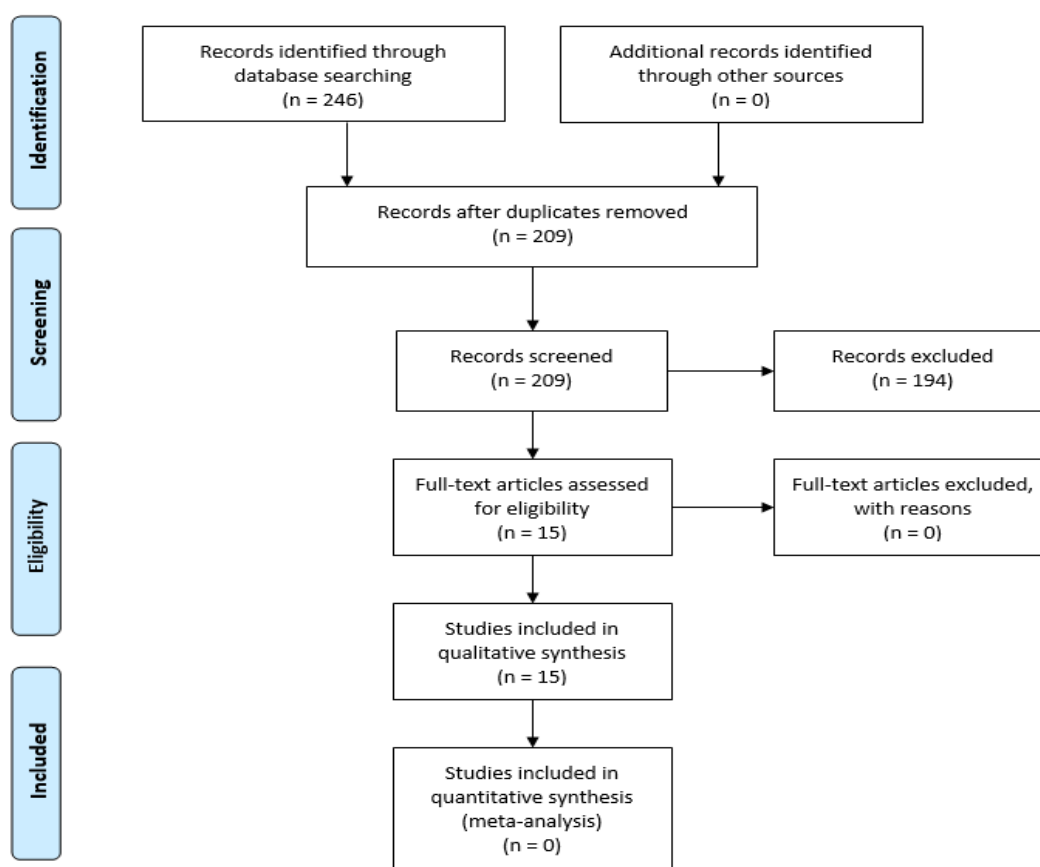 Identification
Records identified through
database searching
(n = 246)
Additional records identified
through other sources
(n = 0)
Records after duplicates removed
(n = 209)
Screening
Records screened
(n = 209)
Records excluded
(n = 194)
Eligibility
Full-text articles assessed
for eligibility
(n = 15)
Full-text articles excluded,
with reasons
(n = 0)
Studies included in
qualitative synthesis
(n = 15)
Included
Studies included in
quantitative synthesis
(meta-analysis)
(n = 0)